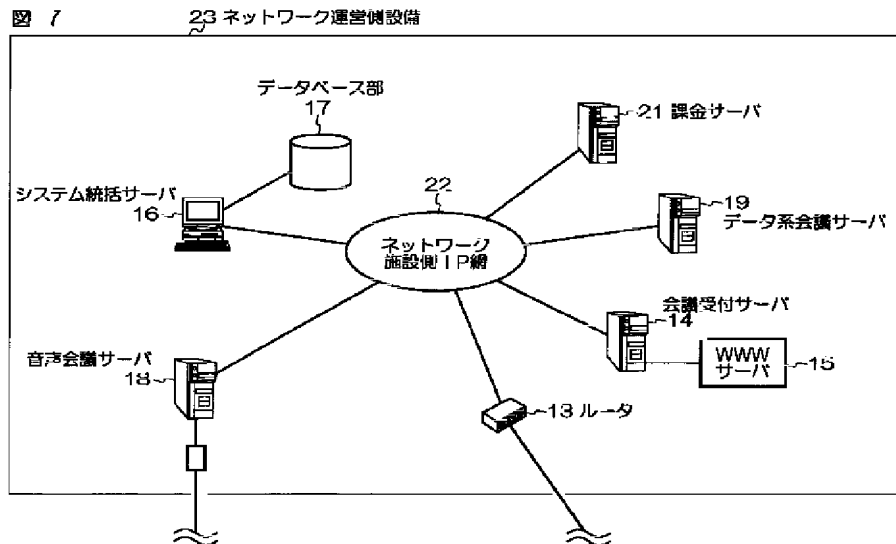 図 7
23 ネットワーク運営側設備
データベース部
17
21 課金サーバ
システム統括サーバ
16
22
19
データ系会議サーバ
ネットワーク
施設側IP網
会議受付サーバ
14
WWW
サーバ
15
音声会議サーバ
18
13 ルータ